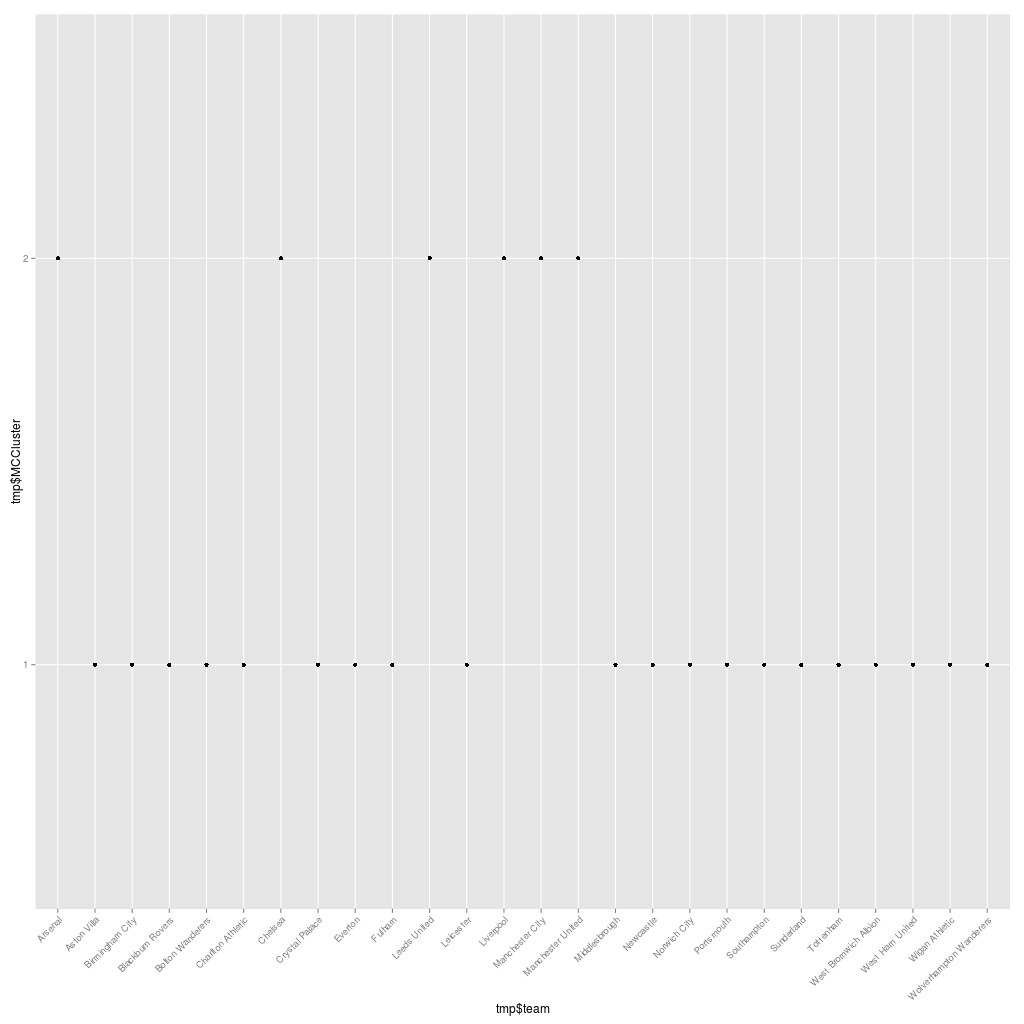 tmp$MCCluster
2
1
Arsenal
Aston Villa
Birmingham City
Blackburn Rovers
Bolton Wanderers
Charlton Athletic
Chelsea
Crystal Palace
Everton
Fulham
Leeds United
Leicester
Liverpool
Manchester City
Manchester United
Middlesbrough
Newcastle
Norwich City
Portsmouth
Southampton
Sunderland
Tottenham
West Bromwich Albion
West Ham United
Wigan Athletic
Wolverhampton Wanderers
tmp$team